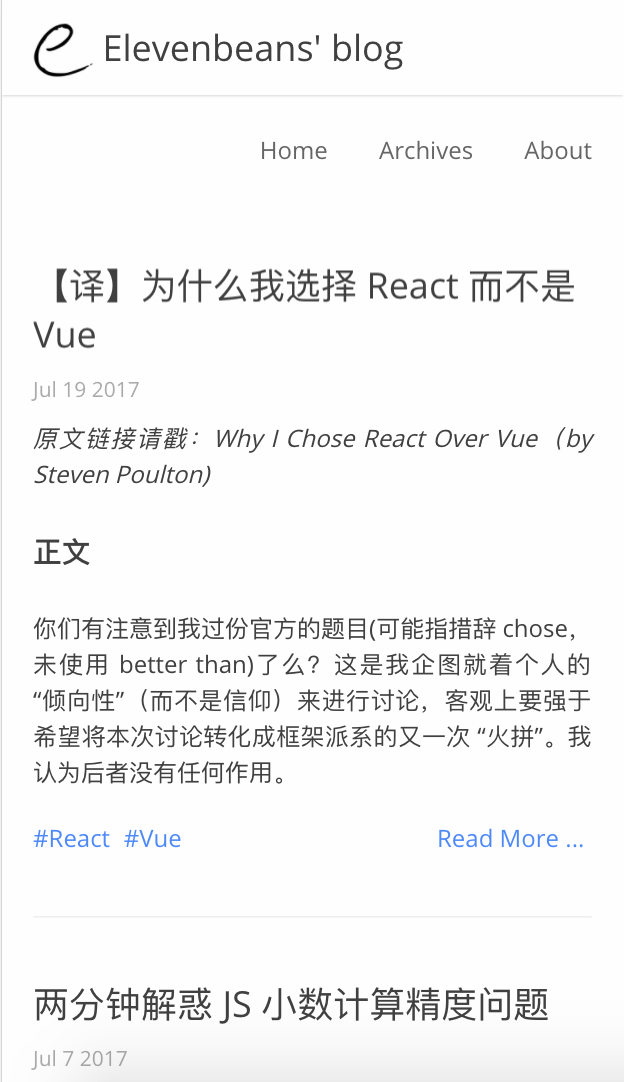 Elevenbeans' blog
Home Archives About
【译】为什么我选择 React 而不是
Vue
Jul 19 2017
原文链接请戳：Why I Chose React Over Vue（by
Steven Poulton)
正文
你们有注意到我过份官方的题目(可能指措辞 chose，
未使用 better than)了么？这是我企图就着个人的
“倾向性”（而不是信仰）来进行讨论，客观上要强于
希望将本次讨论转化成框架派系的又一次 “火拼”。我
认为后者没有任何作用。
#React #Vue Read More ...
两分钟解惑 JS 小数计算精度问题
Jul 7 2017